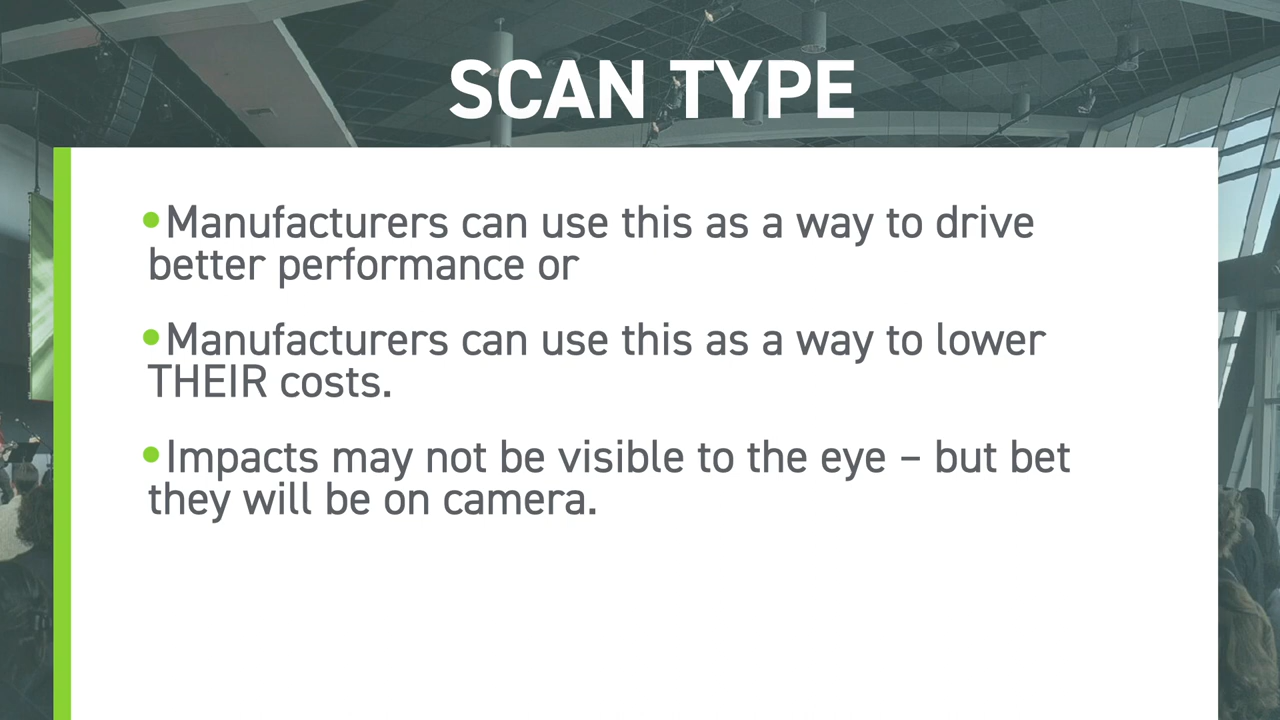 SCAN TYPE
•Manufacturers can use this as a way to drive
better performance or
•Manufacturers can use this as a way to lower
THEIR costs.
•Impacts may not be visible to the eye – but bet
they will be on camera.